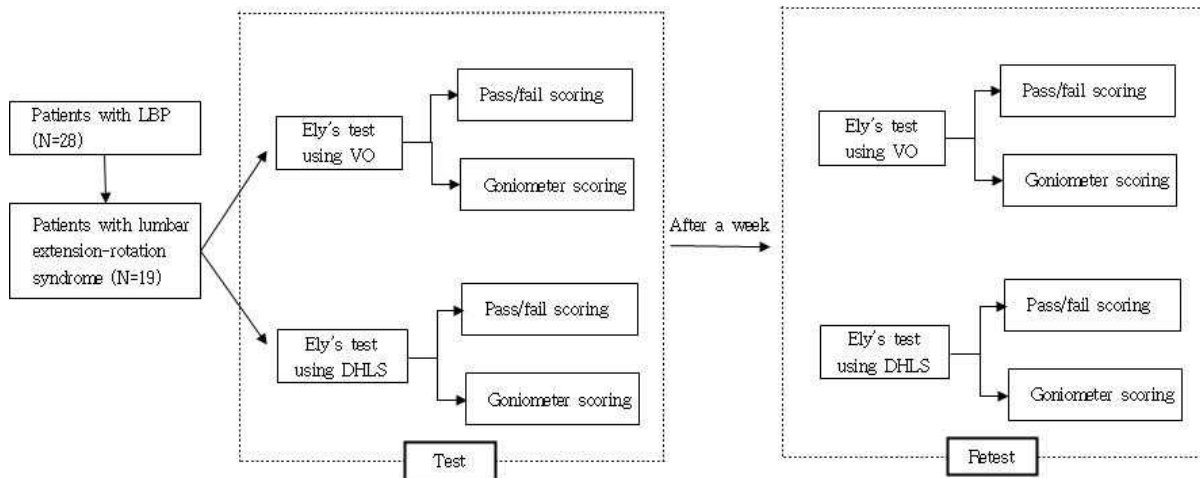 Patients with LBP
(N=28)
Patients with lumbar
extension-rotation
syndrome (N=19)
Ely's test
using VO
Pass/fail scoring
Goniometer scoring
Ely's test
using DHLS
Pass/fail scoring
Goniometer scoring
Test
After a week
Ely's test
using VO
Pass/fail scoring
Goniometer scoring
Ely's test
using DHLS
Pass/fail scoring
Goniometer scoring
Retest